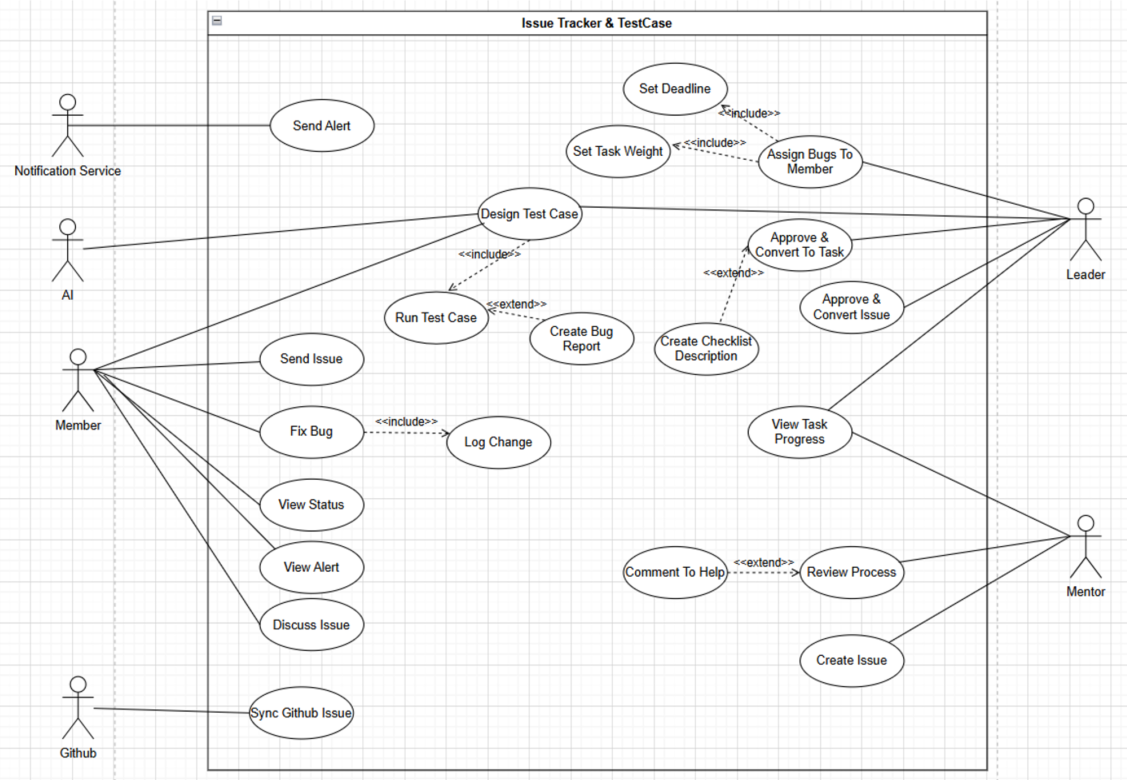 Issue Tracker & TestCase
Set Deadline
<<include>>
Notification Service
Send Alert
Set Task Weight
<<include>>
Assign Bugs To
Member
AI
Design Test Case
<<include>>
Approve &
Convert To Task
<<extend>>
Leader
Run Test Case
<<extend>>
Create Bug
Report
Create Checklist
Description
Approve &
Convert Issue
Member
Send Issue
Fix Bug
<<include>>
Log Change
View Task
Progress
View Status
View Alert
Discuss Issue
Comment To Help
<<extend>>
Review Process
Mentor
Create Issue
Github
Sync Github Issue